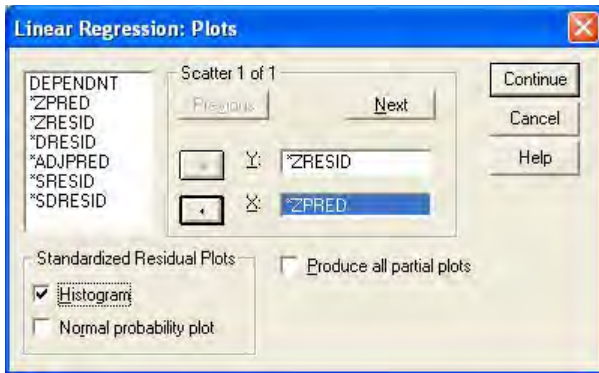 Linear Regression: Plots
DEPENDNT
*ZPRED
*ZRESID
*DRESID
*ADJPRED
*SRESID
*SDRESID
Scatter 1 of 1
Previous
Next
Y: *ZRESID
X: *ZPRED
Continue
Cancel
Help
Standardized Residual Plots
Histogram
Normal probability plot
Produce all partial plots